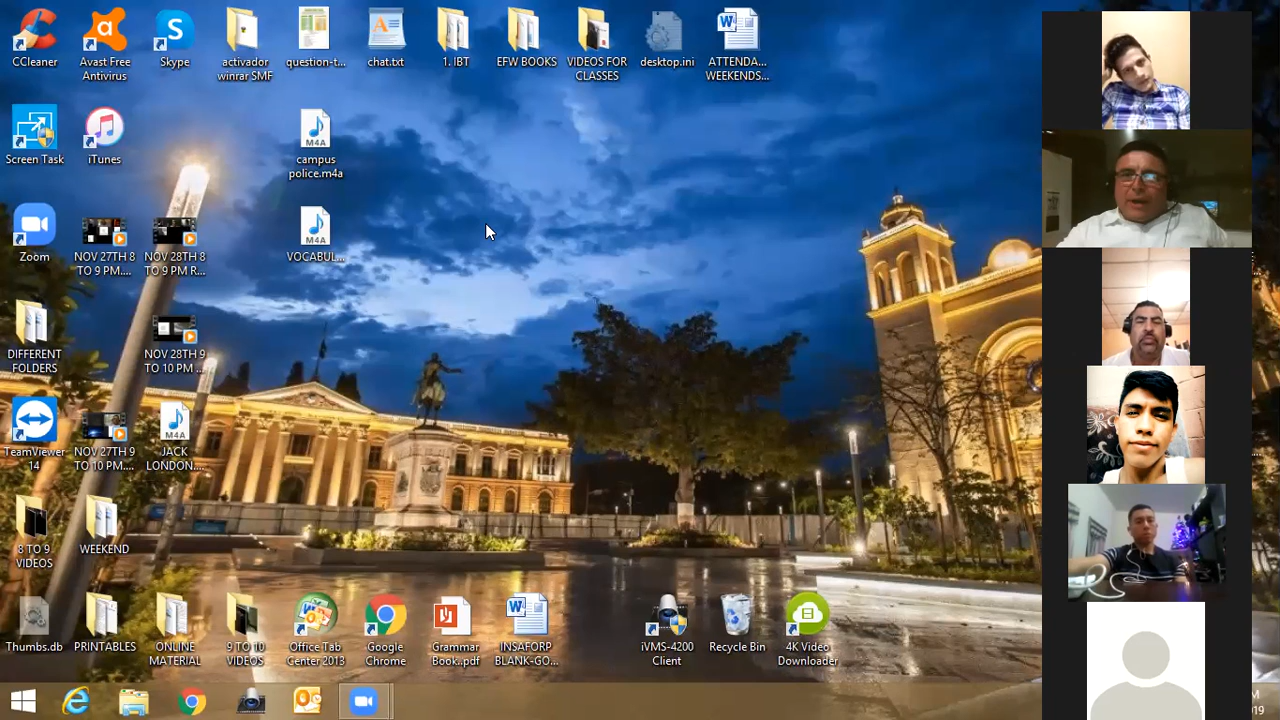 CCleaner
Avast Free
Antivirus
Skype
activador
winrar SMF
question-t...
chat.txt
1. IBT
EFW BOOKS
VIDEOS FOR
CLASSES
desktop.ini
ATTENDA...
WEEKENDS...
Screen Task
iTunes
M4A
campus
police.m4a
Zoom
NOV 27TH 8
TO 9 PM....
NOV 28TH 8
TO 9 PM R...
M4A
VOCABUL...
DIFFERENT
FOLDERS
NOV 28TH 9
TO 10 PM ...
TeamViewer
14
NOV 27TH 9
TO 10 PM....
M4A
JACK
LONDON....
8 TO 9
VIDEOS
WEEKEND
Thumbs.db
PRINTABLES
ONLINE
MATERIAL
9 TO 10
VIDEOS
Office Tab
Center 2013
Google
Chrome
Grammar
Book..pdf
INSAFORP
BLANK-GO...
iVMS-4200
Client
Recycle Bin
4K Video
Downloader
M
019